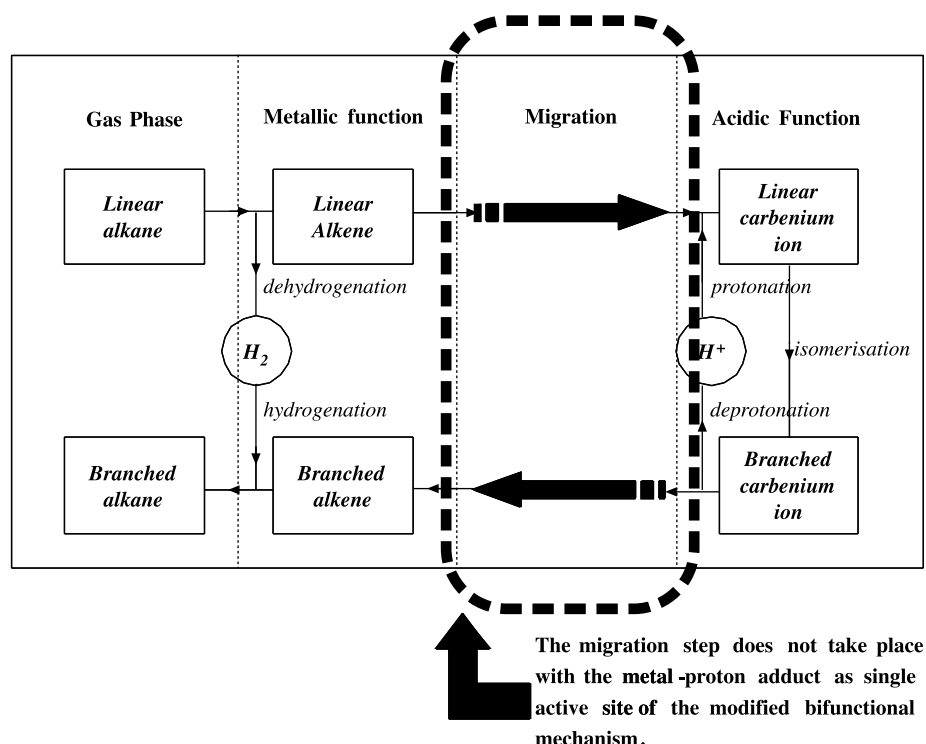 Gas Phase
Metallic function
Migration
Acidic Function
Linear
alkane
Linear
Alkene
Linear
carbenium
ion
dehydrogenation
protonation
H2
H+
isomerisation
hydrogenation
deprotonation
Branched
alkane
Branched
alkene
Branched
carbenium
ion
The migration step does not take place
with the metal-proton adduct as single
active site of the modified bifunctional
mechanism.